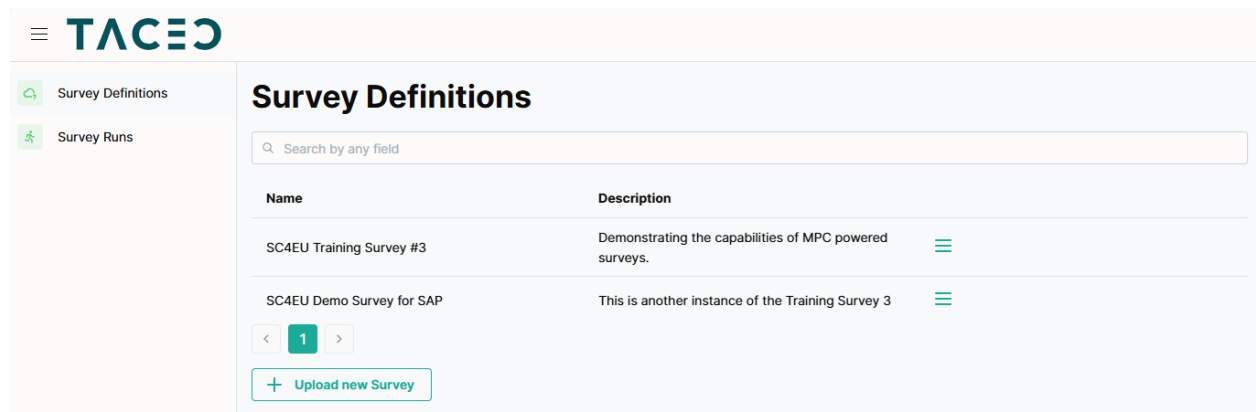 TACEO
Survey Definitions
Survey Runs
Survey Definitions
Search by any field
Name Description
SC4EU Training Survey #3 Demonstrating the capabilities of MPC powered
surveys.
SC4EU Demo Survey for SAP This is another instance of the Training Survey 3
< 1 >
+ Upload new Survey